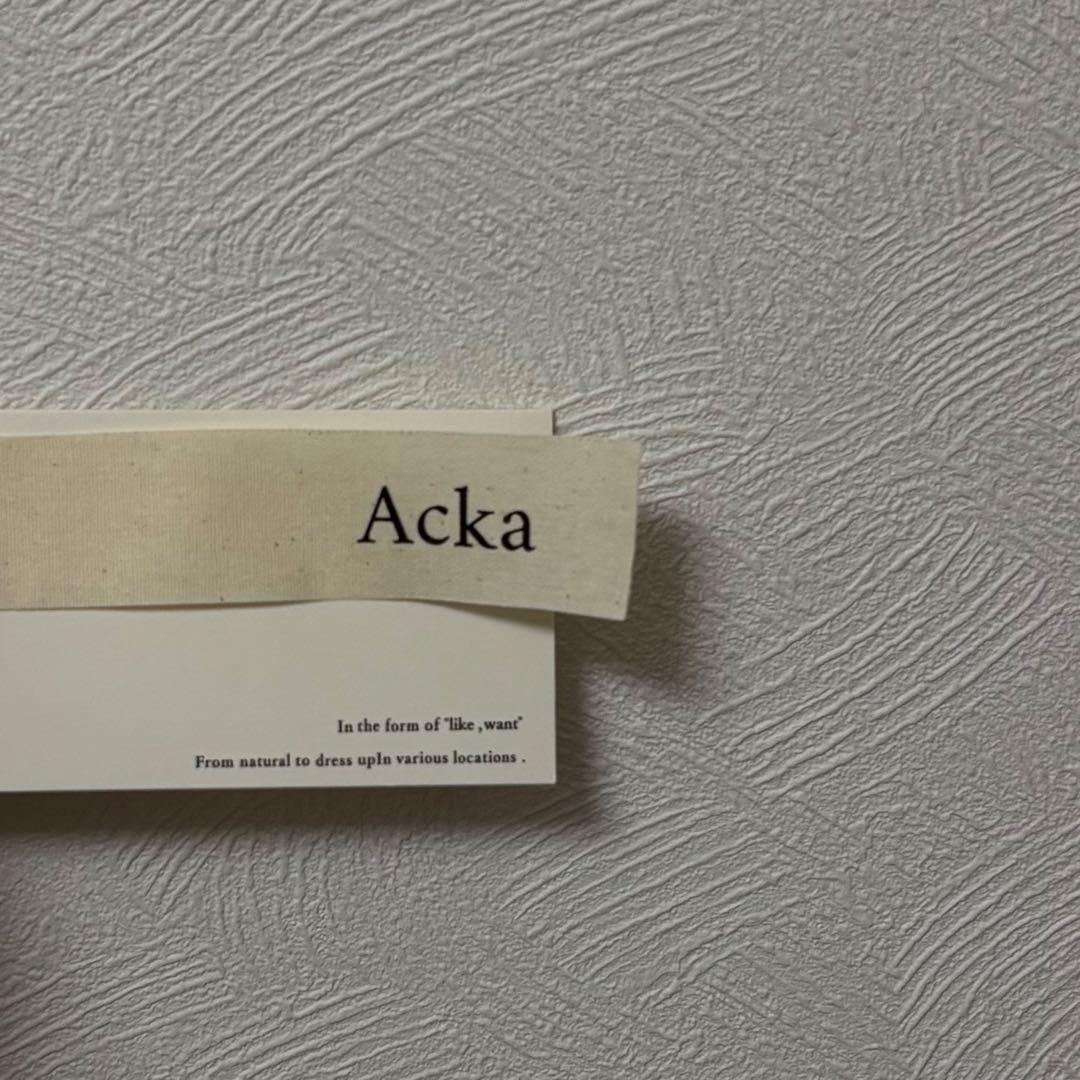 Acka
In the form of "like ,want"
From natural to dress upIn various locations .